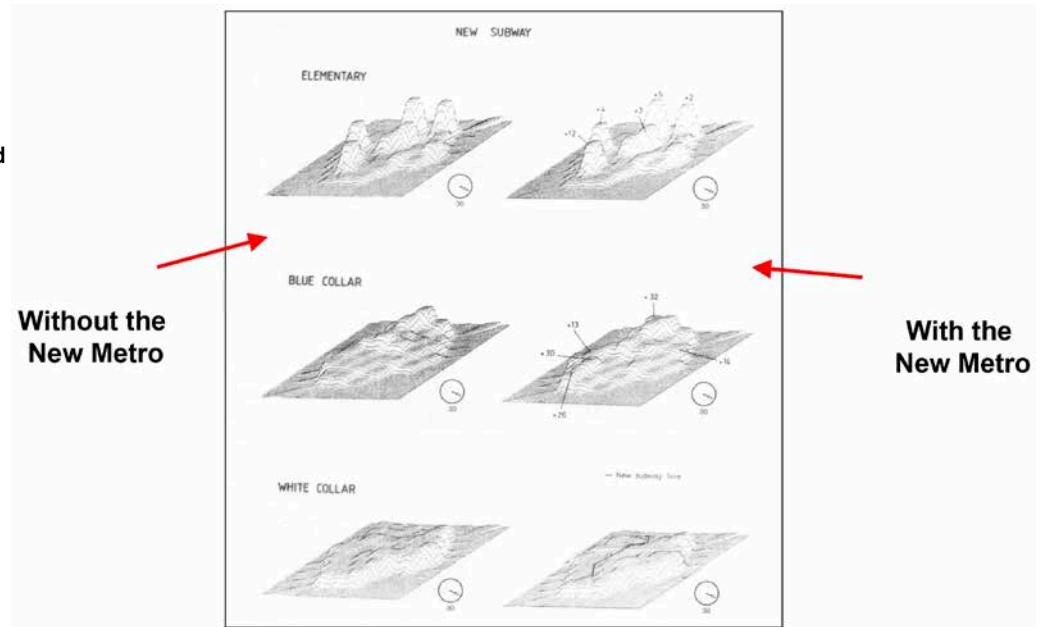 NEW SUBWAY
ELEMENTARY
+4
+5
+2
+3
+12
30
30
d
BLUE COLLAR
+32
+13
+30
+16
+26
30
30
Without the
New Metro
With the
New Metro
WHITE COLLAR
— New subway line
30
30